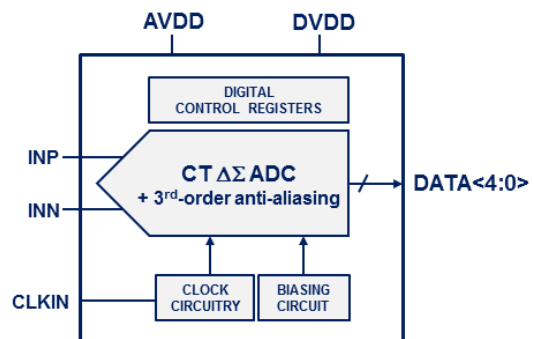 AVDD
DVDD
DIGITAL
CONTROL REGISTERS
INP
CT ΔΣ ADC
+ 3rd-order anti-aliasing
DATA<4:0>
INN
CLKIN
CLOCK
CIRCUITRY
BIASING
CIRCUIT